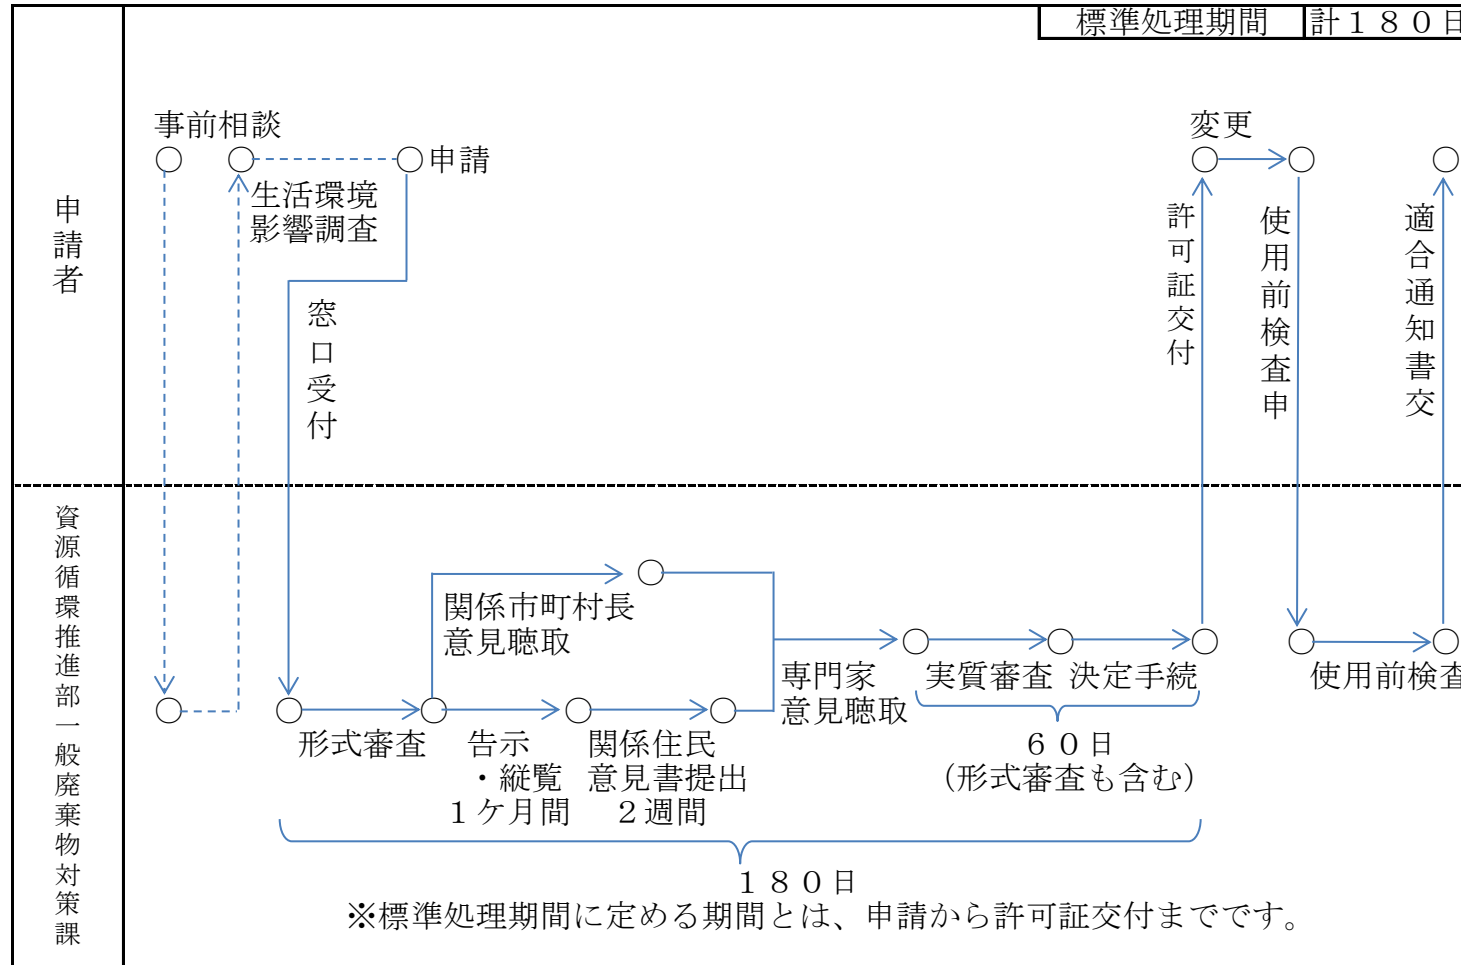 標準処理期間 計１８０日
申請者
事前相談
申請
生活環境
影響調査
窓口受付
変更
許可証交付
使用前検査申
適合通知書交
資源循環推進部一般廃棄物対策課
関係市町村長
意見聴取
形式審査
告示
・縦覧
１ケ月間
関係住民
意見書提出
２週間
専門家
意見聴取
実質審査
決定手続
６０日
（形式審査も含む）
使用前検査
１８０日
※標準処理期間に定める期間とは、申請から許可証交付までです。